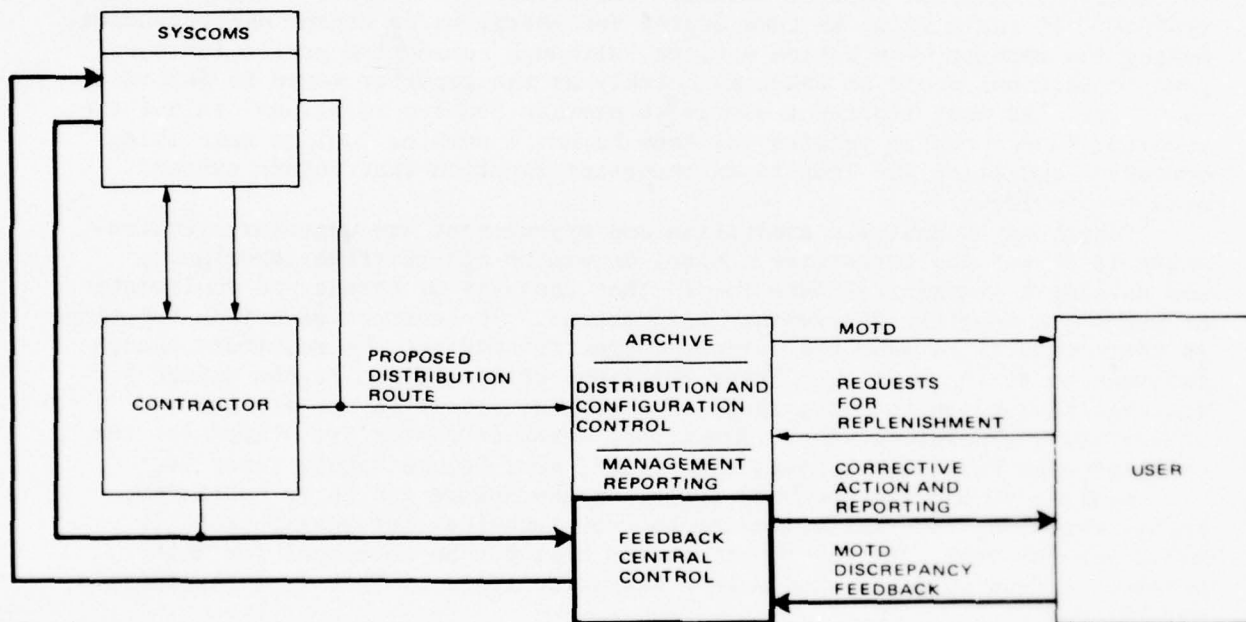 SYSCOMS
CONTRACTOR
PROPOSED
DISTRIBUTION
ROUTE
ARCHIVE
DISTRIBUTION AND
CONFIGURATION
CONTROL
MANAGEMENT
REPORTING
FEEDBACK
CENTRAL
CONTROL
MOTD
REQUESTS
FOR
REPLENISHMENT
CORRECTIVE
ACTION AND
REPORTING
MOTD
DISCREPANCY
FEEDBACK
USER